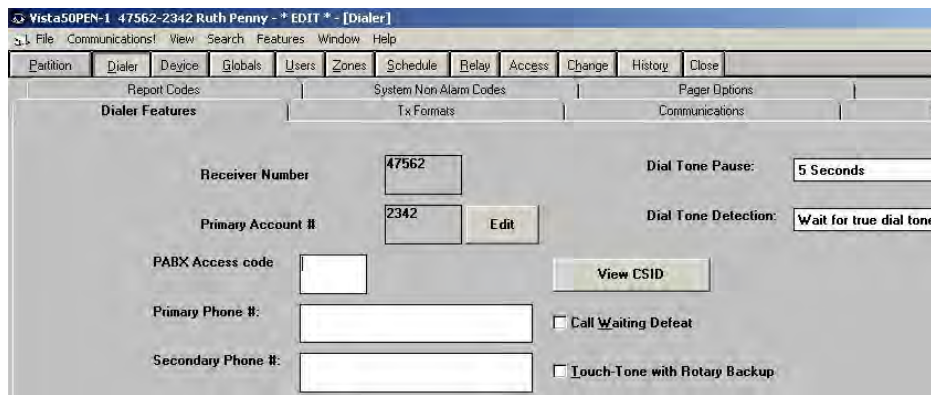 Vista50PEN-1 47562-2342 Ruth Penny - * EDIT * - [Dialer]
File Communications! View Search Features Window Help
Partition Dialer Device Globals Users Zones Schedule Relay Access Change History Close
Report Codes System Non Alarm Codes Pager Options
Dialer Features Tx Formats Communications
Receiver Number 47562 Dial Tone Pause: 5 Seconds
Primary Account # 2342 Edit Dial Tone Detection: Wait for true dial tone
PABX Access code View CSID
Primary Phone #: Call Waiting Defeat
Secondary Phone #: Touch-Tone with Rotary Backup